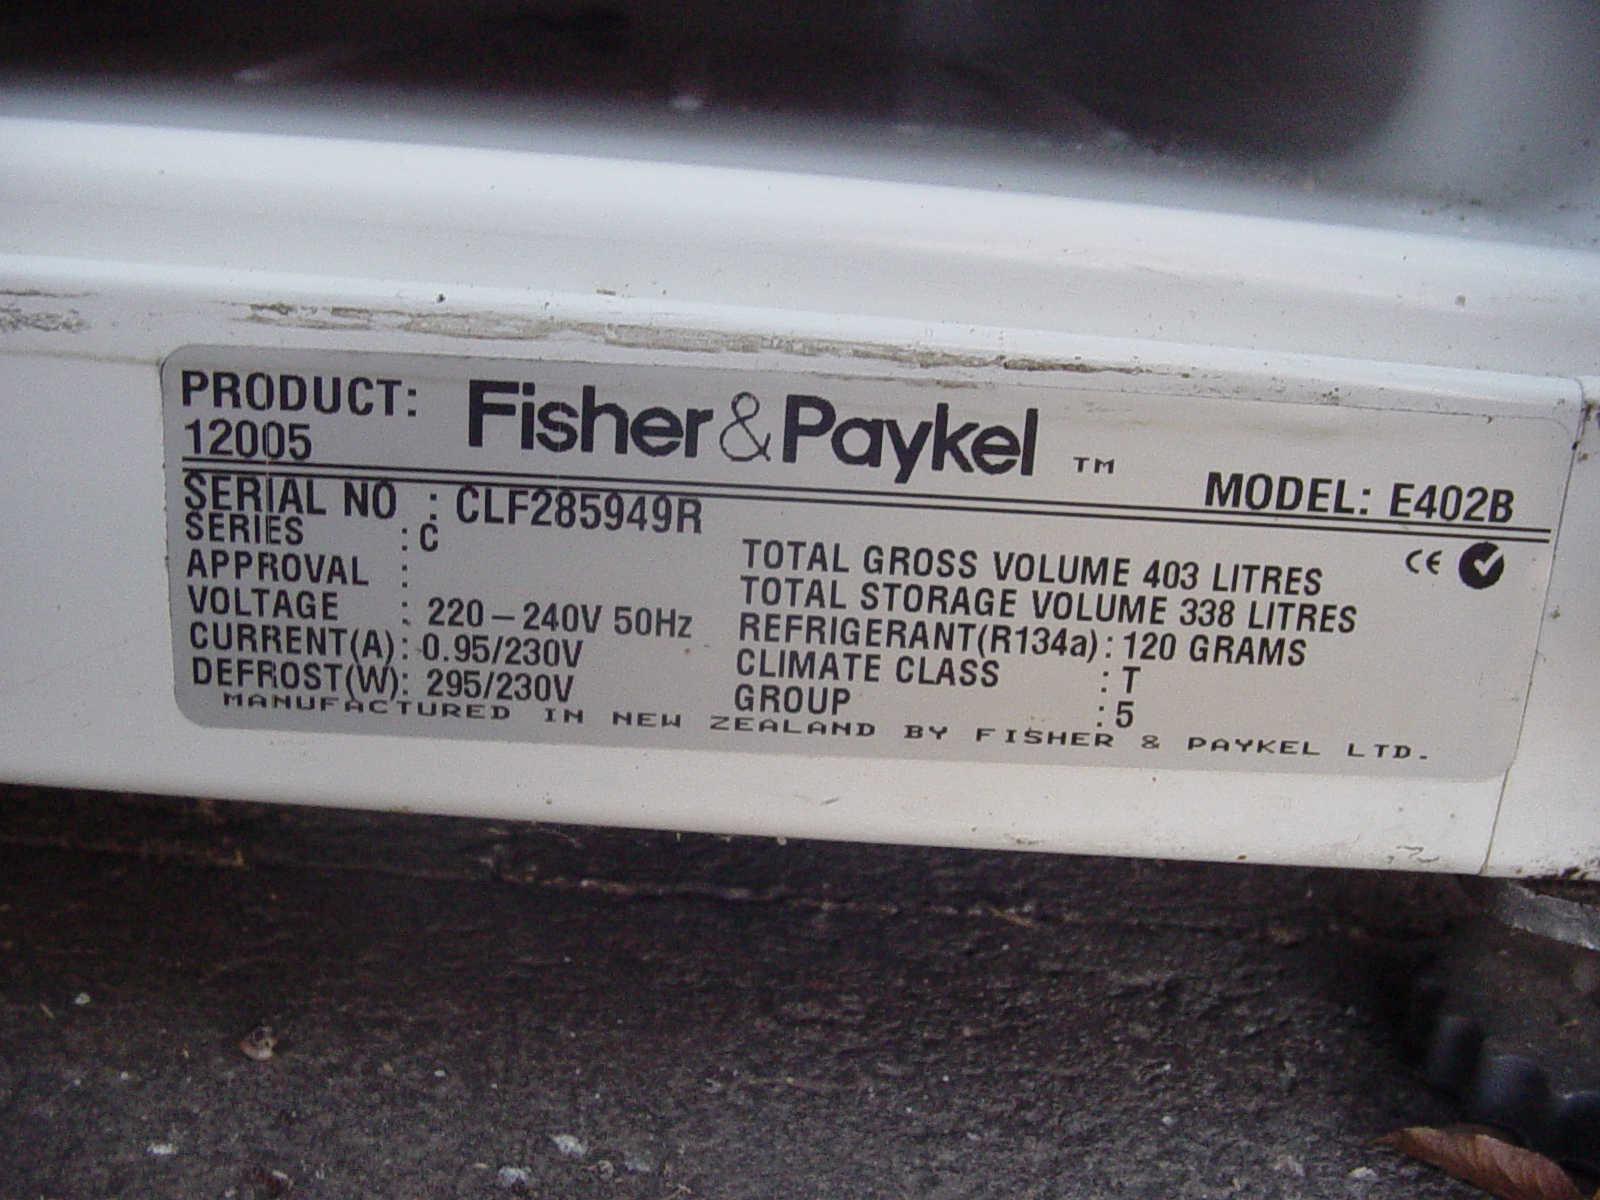 PRODUCT:
12005
Fisher&Paykel TM
MODEL: E402B
SERIAL NO : CLF285949R
SERIES : C
APPROVAL :
VOLTAGE : 220-240V 50Hz
CURRENT(A): 0.95/230V
DEFROST(W): 295/230V
TOTAL GROSS VOLUME 403 LITRES
TOTAL STORAGE VOLUME 338 LITRES
REFRIGERANT(R134a): 120 GRAMS
CLIMATE CLASS : T
GROUP : 5
CE
MANUFACTURED IN NEW ZEALAND BY FISHER & PAYKEL LTD.